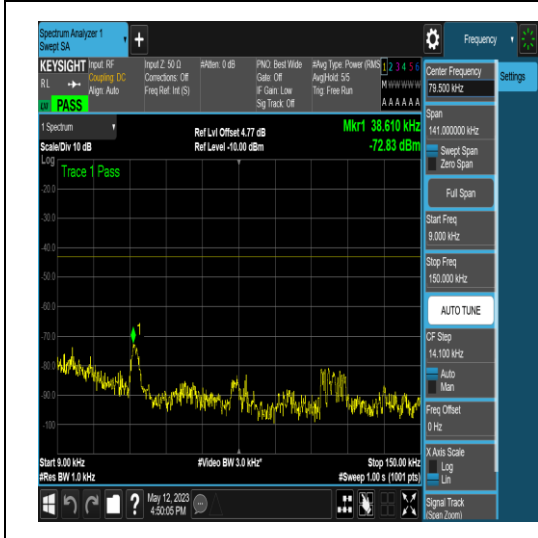 Spectrum Analyzer 1
Swept SA
Frequency
KEYSIGHT
RL
PASS
Input: RF
Coupling: DC
Align: Auto
Input Z: 50 Ω
Corrections: Off
Freq Ref: Int (S)
#Atten: 0 dB
PNO: Best Wide
Gate: Off
IF Gain: Low
Sig Track: Off
#Avg Type: Power (RMS
Avg|Hold: 5/5
Trig: Free Run
1 2 3 4 5 6
M W W W W W
A A A A A A
Center Frequency
79.500 kHz
Settings
Span
141.000000 kHz
Swept Span
Zero Span
Full Span
Start Freq
9.000 kHz
Stop Freq
150.000 kHz
AUTO TUNE
CF Step
14.100 kHz
Auto
Man
Freq Offset
0 Hz
X Axis Scale
Log
Lin
Signal Track
(Span Zoom)
1 Spectrum
Scale/Div 10 dB
Ref Lvl Offset 4.77 dB
Ref Level -10.00 dBm
Mkr1 38.610 kHz
-72.83 dBm
Log
Trace 1 Pass
-20.0
-30.0
-40.0
-50.0
-60.0
-70.0
-80.0
-90.0
-100
1
Start 9.00 kHz
#Res BW 1.0 kHz
#Video BW 3.0 kHz*
Stop 150.00 kHz
#Sweep 1.00 s (1001 pts)
?
May 12, 2023
4:50:05 PM